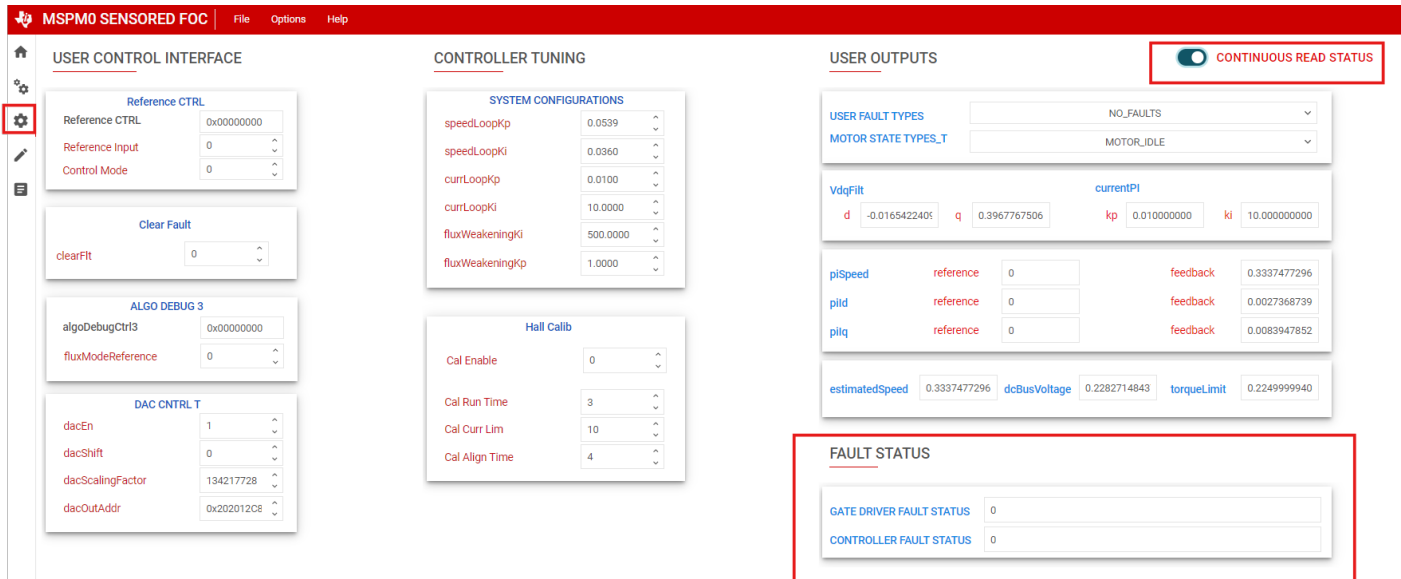 MSPM0 SENSORED FOC File Options Help
USER CONTROL INTERFACE
Reference CTRL
Reference CTRL 0x00000000
Reference Input 0
Control Mode 0
Clear Fault
clearFlt 0
ALGO DEBUG 3
algoDebugCtrl3 0x00000000
fluxModeReference 0
DAC CNTRL T
dacEn 1
dacShift 0
dacScalingFactor 134217728
dacOutAddr 0x202012C8
CONTROLLER TUNING
SYSTEM CONFIGURATIONS
speedLoopKp 0.0539
speedLoopKi 0.0360
currLoopKp 0.0100
currLoopKi 10.0000
fluxWeakeningKi 500.0000
fluxWeakeningKp 1.0000
Hall Calib
Cal Enable 0
Cal Run Time 3
Cal Curr Lim 10
Cal Align Time 4
USER OUTPUTS
CONTINUOUS READ STATUS
USER FAULT TYPES NO_FAULTS
MOTOR STATE TYPES_T MOTOR_IDLE
VdqFilt currentPI
d -0.016542240 q 0.3967767506 kp 0.010000000 ki 10.000000000
piSpeed reference 0 feedback 0.3337477296
piId reference 0 feedback 0.0027368739
piIq reference 0 feedback 0.0083947852
estimatedSpeed 0.3337477296 dcBusVoltage 0.2282714843 torqueLimit 0.2249999940
FAULT STATUS
GATE DRIVER FAULT STATUS 0
CONTROLLER FAULT STATUS 0